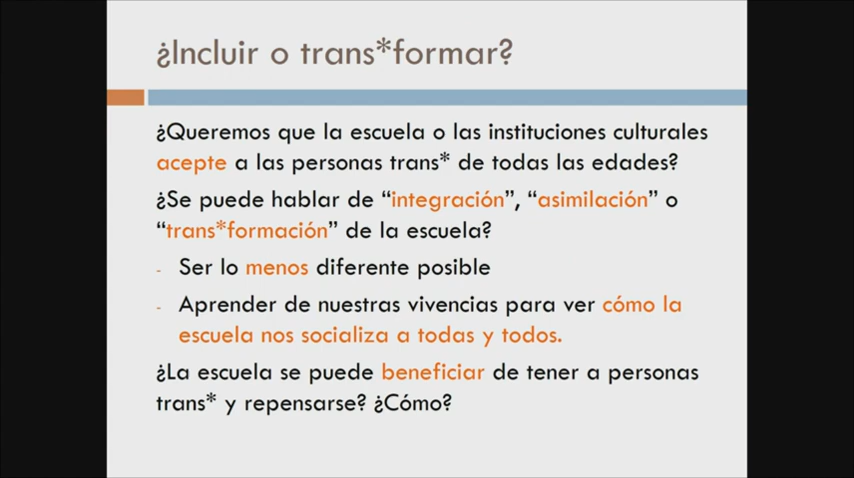 ¿Incluir o trans*formar?
¿Queremos que la escuela o las instituciones culturales
acepte a las personas trans* de todas las edades?
¿Se puede hablar de “integración”, “asimilación” o
“trans*formación” de la escuela?
- Ser lo menos diferente posible
- Aprender de nuestras vivencias para ver cómo la
escuela nos socializa a todas y todos.
¿La escuela se puede beneficiar de tener a personas
trans* y repensarse? ¿Cómo?